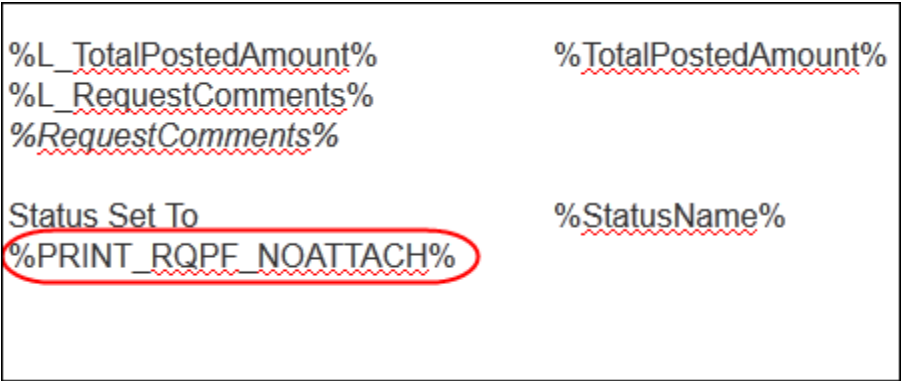 %L_TotalPostedAmount% %TotalPostedAmount%
%L_RequestComments%
%RequestComments%
Status Set To %StatusName%
%PRINT_RQPF_NOATTACH%